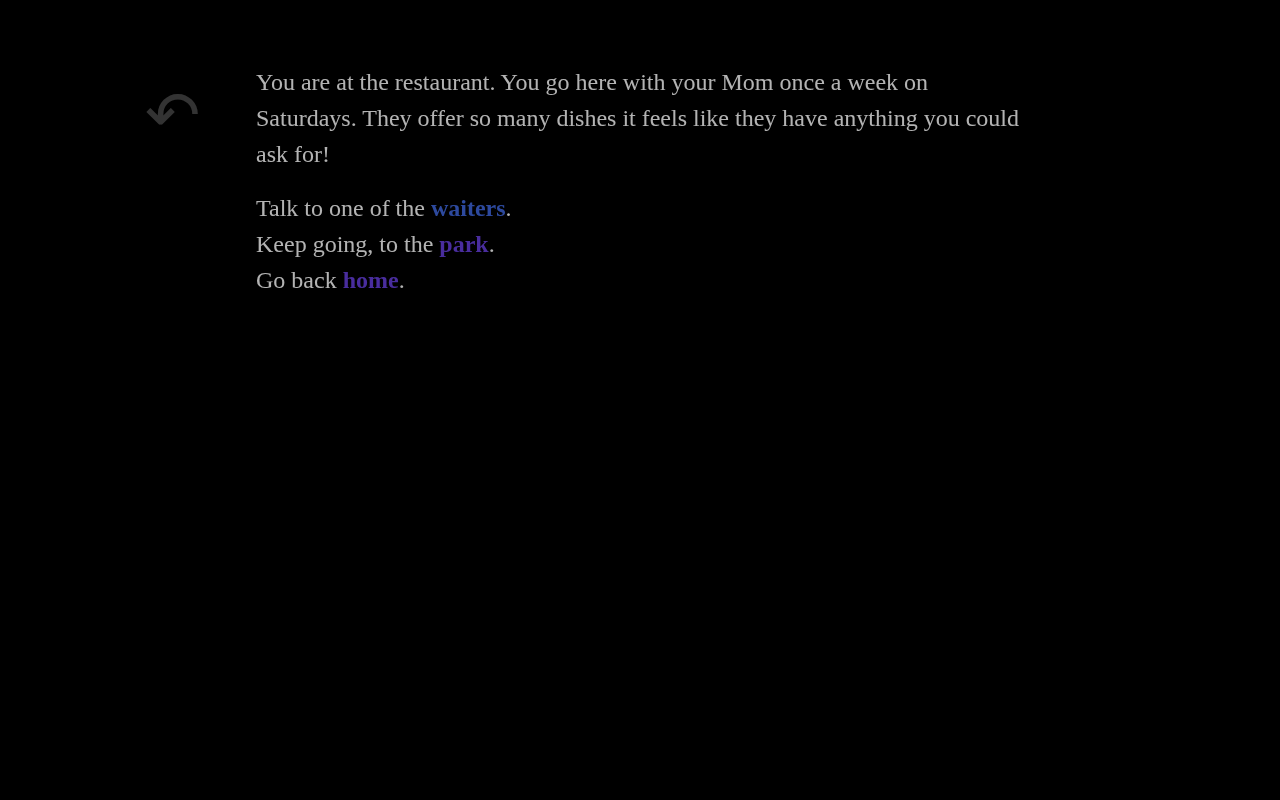 You are at the restaurant. You go here with your Mom once a week on
Saturdays. They offer so many dishes it feels like they have anything you could
ask for!
Talk to one of the waiters.
Keep going, to the park.
Go back home.